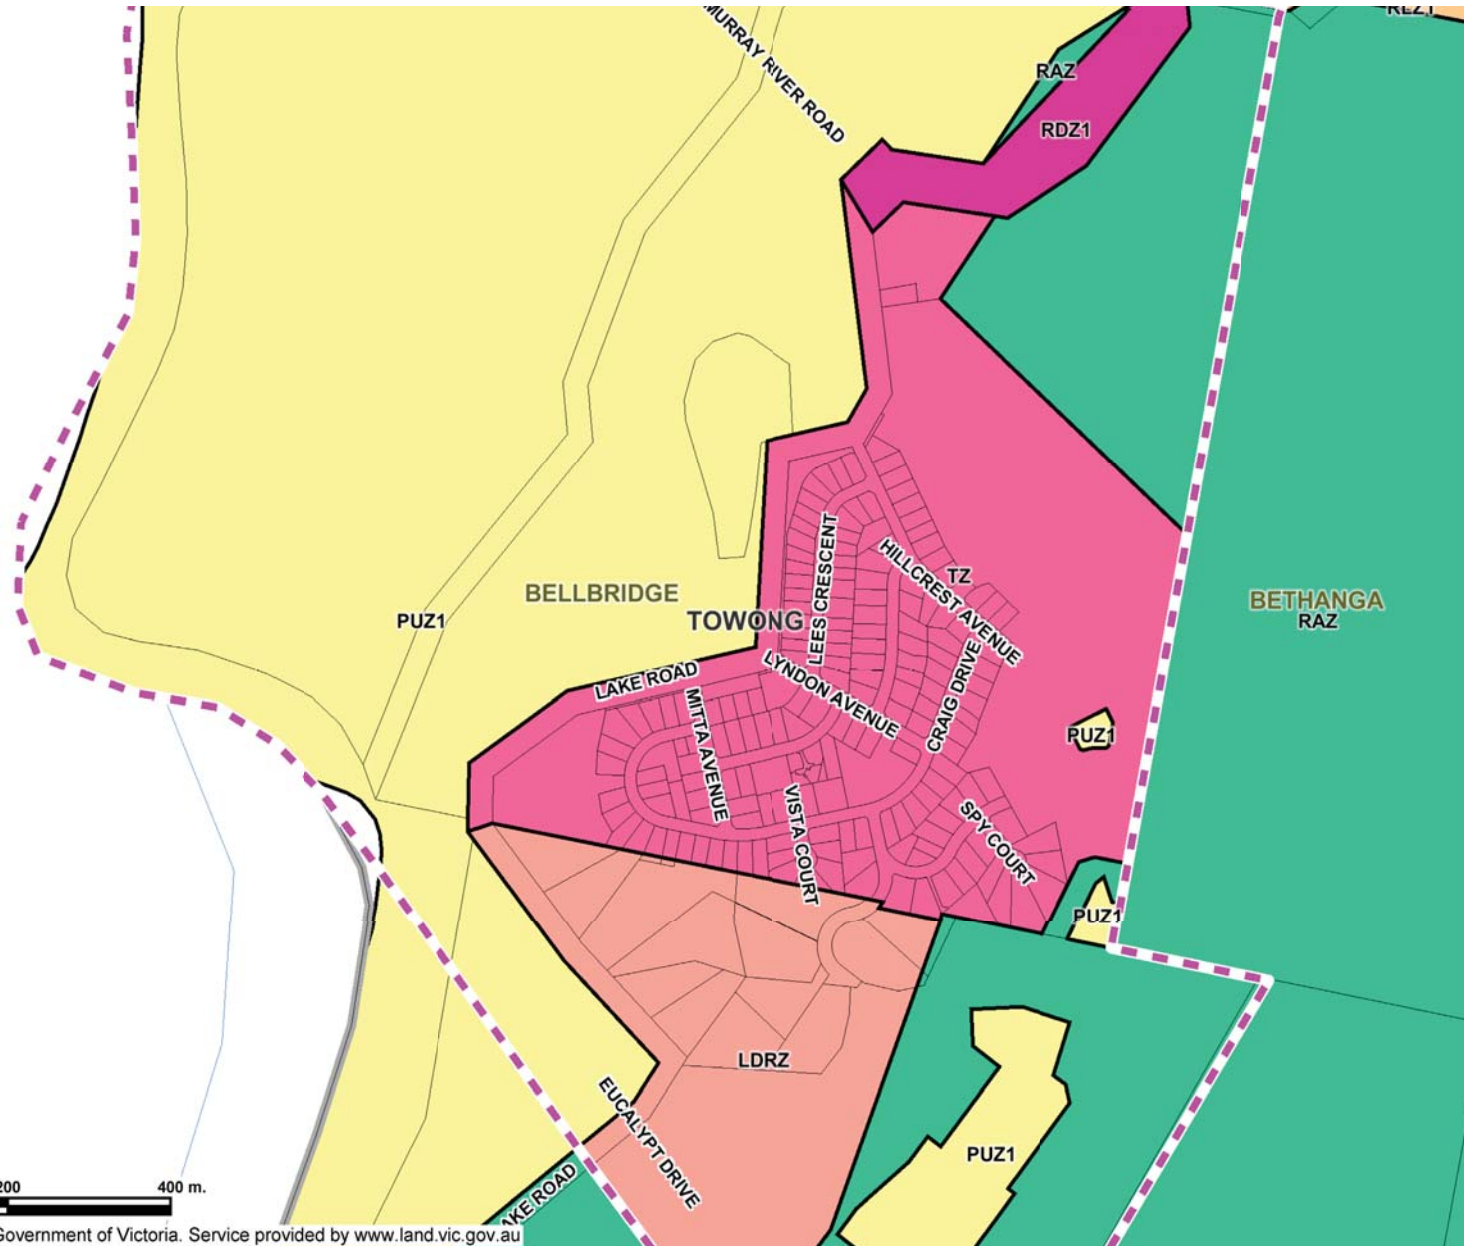 RLZ1
MURRAY RIVER ROAD
RAZ
RDZ1
LEES CRESCENT
HILLCREST AVENUE
TZ
BELLBRIDGE
PUZ1
TOWONG
BETHANGA
RAZ
LAKE ROAD
LYNDON AVENUE
CRAIG DRIVE
MITTA AVENUE
PUZ1
VISTA COURT
SPY COURT
PUZ1
LDRZ
EUCALYPT DRIVE
PUZ1
AKE ROAD
200
400 m.
Government of Victoria. Service provided by www.land.vic.gov.au